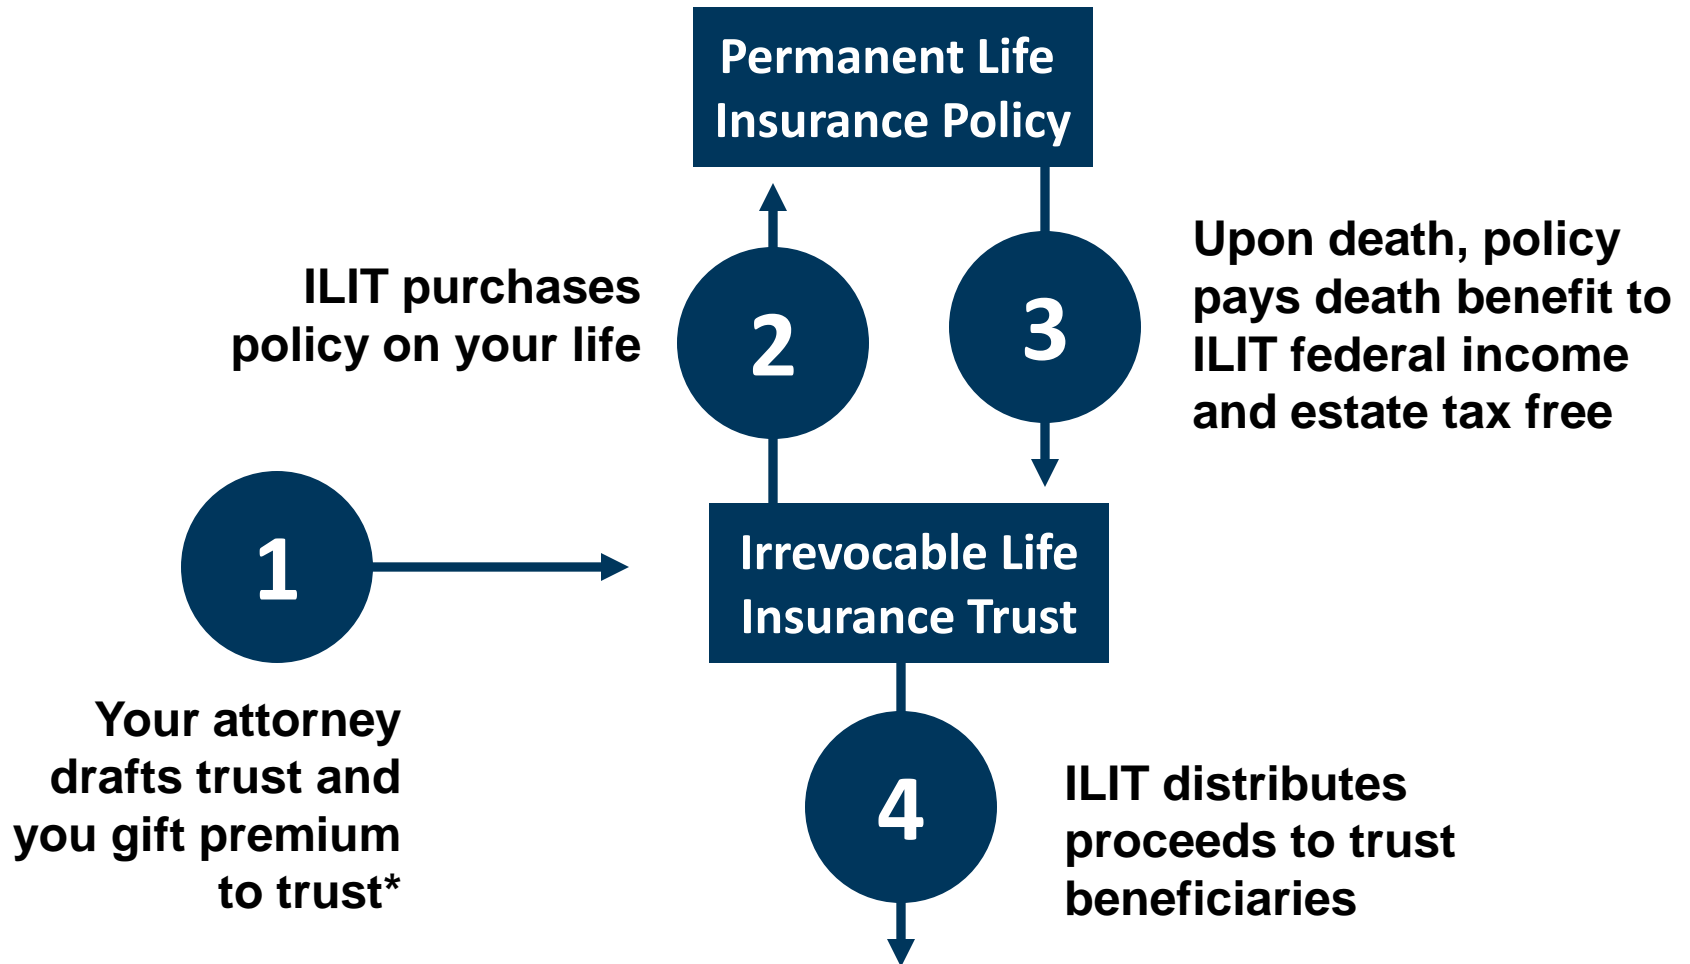 Permanent Life
Insurance Policy
ILIT purchases
policy on your life
2
3
Upon death, policy
pays death benefit to
ILIT federal income
and estate tax free
1
Irrevocable Life
Insurance Trust
Your attorney
drafts trust and
you gift premium
to trust*
4
ILIT distributes
proceeds to trust
beneficiaries